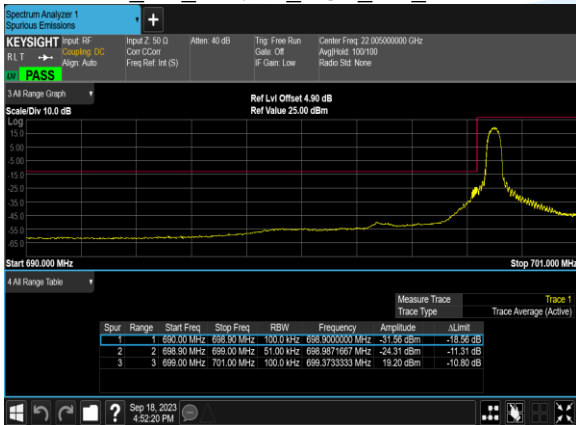 Spectrum Analyzer 1
Spurious Emissions
+
KEYSIGHT Input: RF Input Z: 50 Ω Atten: 40 dB Trig: Free Run Center Freq: 22.005000000 GHz
R L T Coupling: DC Corr CCorr Gate: Off Avg|Hold: 100/100
Align: Auto Freq Ref: Int (S) IF Gain: Low Radio Std: None
PASS
3 All Range Graph
Ref Lvl Offset 4.90 dB
Scale/Div 10.0 dB Ref Value 25.00 dBm
Log
15.0
5.00
-5.00
-15.0
-25.0
-35.0
-45.0
-55.0
-65.0
Start 690.000 MHz Stop 701.000 MHz
4 All Range Table
Measure Trace Trace 1
Trace Type Trace Average (Active)
Spur Range Start Freq Stop Freq RBW Frequency Amplitude ΔLimit
1 1 690.00 MHz 698.90 MHz 100.0 kHz 698.9000000 MHz -31.56 dBm -18.56 dB
2 2 698.90 MHz 699.00 MHz 51.00 kHz 698.9871667 MHz -24.31 dBm -11.31 dB
3 3 699.00 MHz 701.00 MHz 100.0 kHz 699.3733333 MHz 19.20 dBm -10.80 dB
? Sep 18, 2023
4:52:20 PM